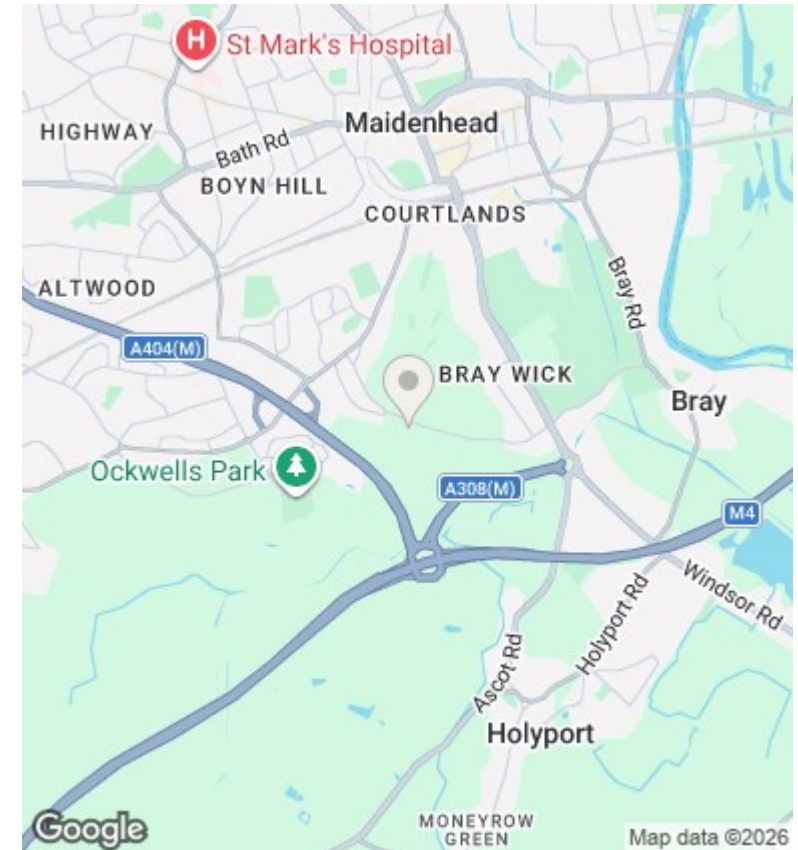 St Mark's Hospital
HIGHWAY
Maidenhead
Bath Rd
BOYN HILL
COURTLANDS
ALTWOOD
Bray Rd
A404(M)
BRAY WICK
Bray
Ockwells Park
A308(M)
M4
Windsor Rd
Holyport Rd
Ascot Rd
Holyport
MONEYROW
GREEN
Google
Map data ©2026